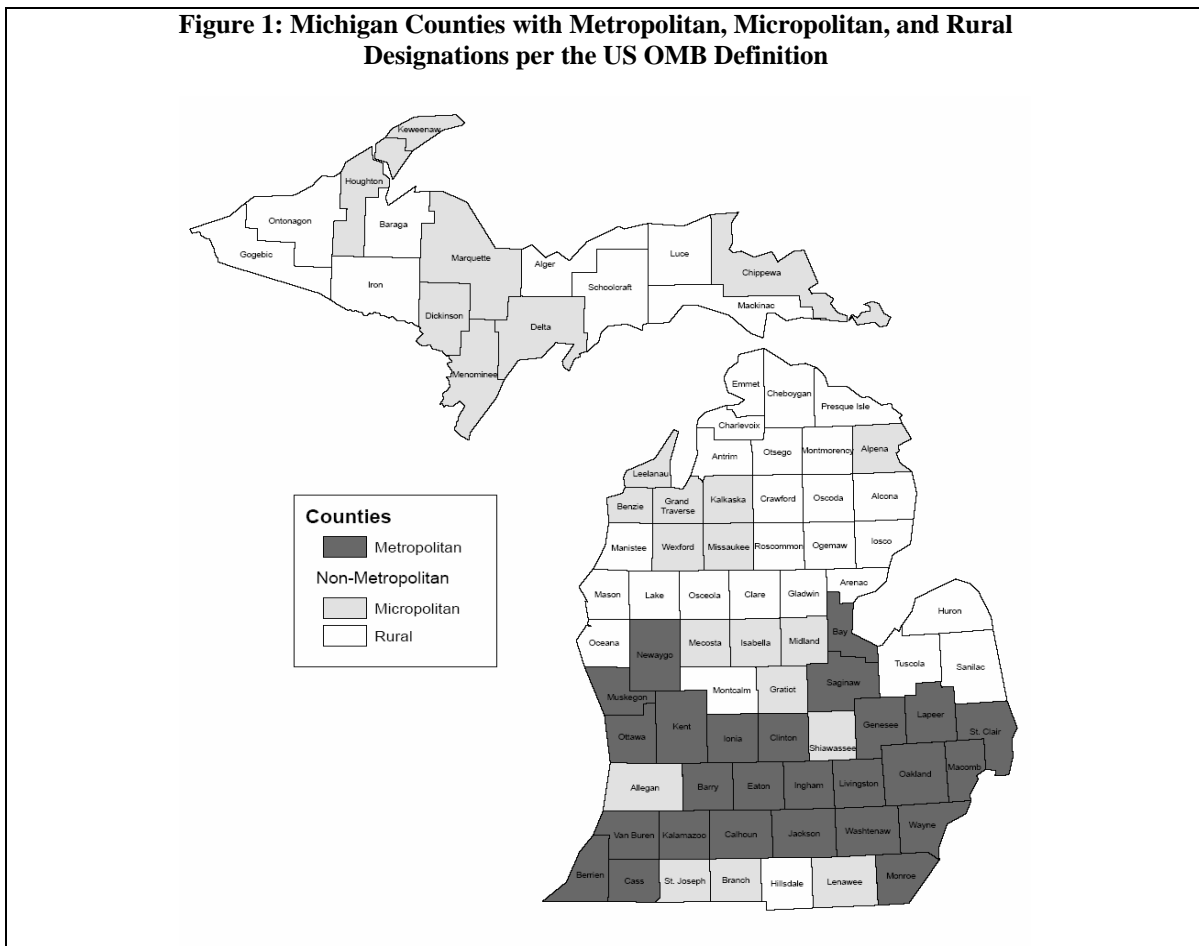 Figure 1: Michigan Counties with Metropolitan, Micropolitan, and Rural
Designations per the US OMB Definition
Keweenaw
Houghton
Ontonagon
Baraga
Gogebic
Marquette
Alger
Luce
Chippewa
Iron
Schoolcraft
Mackinac
Dickinson
Delta
Menominee
Emmet
Cheboygan
Presque Isle
Charlevoix
Antrim
Otsego
Montmorency
Alpena
Leelanau
Benzie
Grand
Traverse
Kalkaska
Crawford
Oscoda
Alcona
Manistee
Wexford
Missaukee
Roscommon
Ogemaw
Iosco
Arenac
Mason
Lake
Osceola
Clare
Gladwin
Huron
Bay
Oceana
Newaygo
Mecosta
Isabella
Midland
Tuscola
Sanilac
Saginaw
Muskegon
Montcalm
Gratiot
Lapeer
Genesee
St. Clair
Ottawa
Kent
Ionia
Clinton
Shiawassee
Oakland
Macomb
Allegan
Barry
Eaton
Ingham
Livingston
Van Buren
Kalamazoo
Calhoun
Jackson
Washtenaw
Wayne
Berrien
Cass
St. Joseph
Branch
Hillsdale
Lenawee
Monroe
Counties
Metropolitan
Non-Metropolitan
Micropolitan
Rural